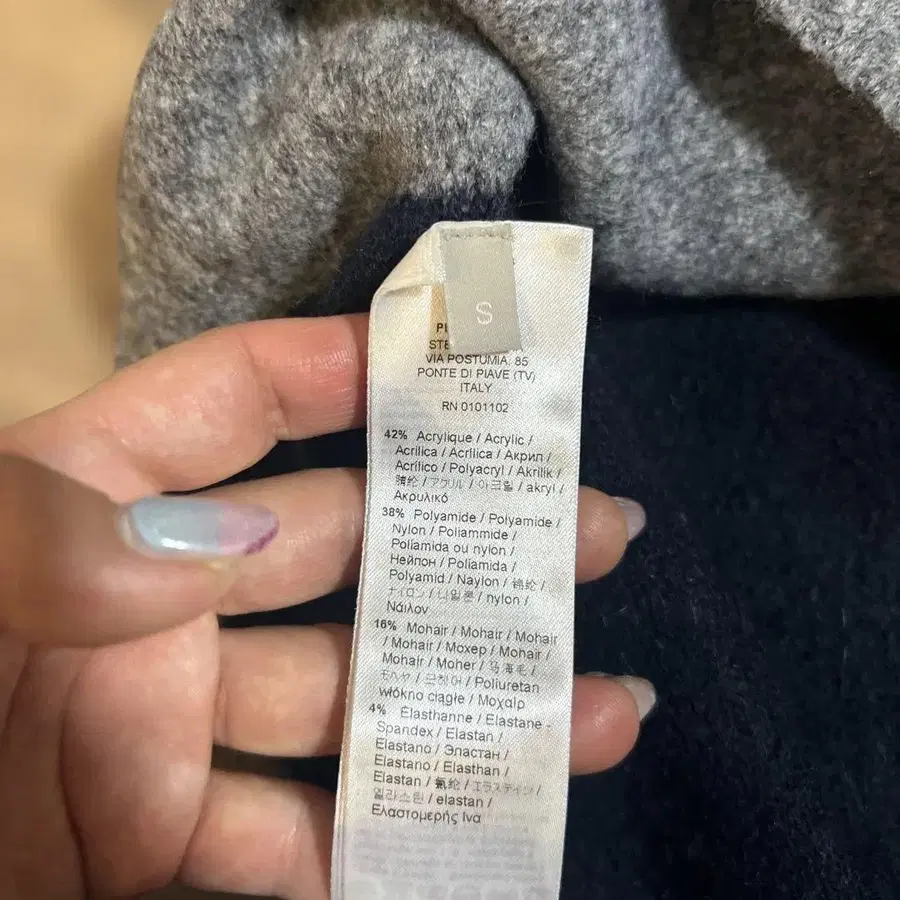 S
VIA POSTUMIA, 85
PONTE DI PIAVE (TV)
ITALY
RN 0101102
42% Acrylique / Acrylic /
Acrílica / Acrilica / Акрил /
Acrílico / Polyacryl / Akrilik /
腈纶 / アクリル / 아크릴 / akryl /
Ακρυλικό
38% Polyamide / Polyamide /
Nylon / Poliammide /
Poliamida ou nylon /
Нейлон / Poliamida /
Polyamid / Naylon / 锦纶 /
ナイロン / 나일론 / nylon /
Νάιλον
16% Mohair / Mohair / Mohair
/ Mohair / Мохер / Mohair /
Mohair / Moher / 马海毛 /
モヘヤ / 모헤어 / Poliuretan
włókno ciągłe / Μοχαίρ
4% Élasthanne / Elastane -
Spandex / Elastan /
Elastano / Эластан /
Elastano / Elasthan /
Elastan / 氨纶 / エラスティン /
엘라스틴 / elastan /
Ελαστομερής Ινα